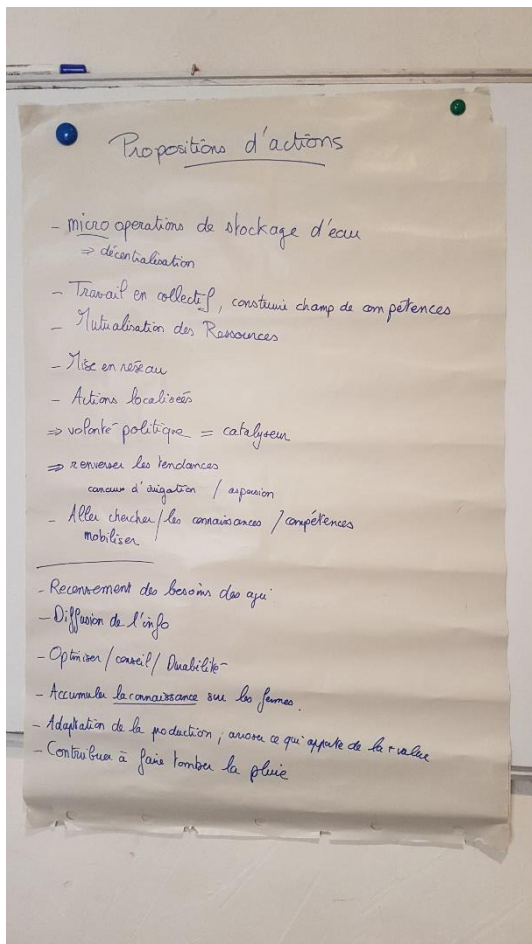 Propositions d'actions
- micro operations de stockage d'eau
⇒ décentralisation
- Travail en collectif, construire champ de compétences
- Mutualisation des Ressources
- Mise en réseau
- Actions localisées
⇒ volonté politique = catalyseur
⇒ renverser les tendances
canaux d'irrigation / aspersion
- Aller chercher / les connaissances / compétences
mobiliser
- Recensement des besoins des agri
- Diffusion de l'info
- Optimiser / conseil / Durabilité
- Accumuler la connaissance sur les fermes.
- Adaptation de la production ; arroser ce qui apporte de la + value
- Contribuer à faire tomber la pluie